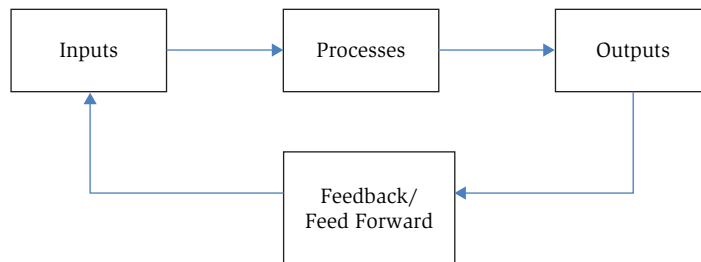 Inputs
Processes
Outputs
Feedback/
Feed Forward